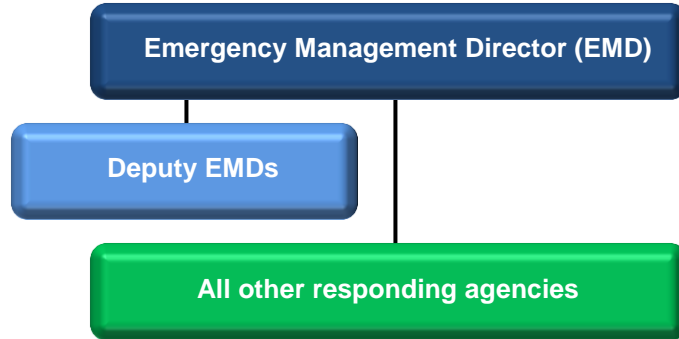 Emergency Management Director (EMD)
Deputy EMDs
All other responding agencies